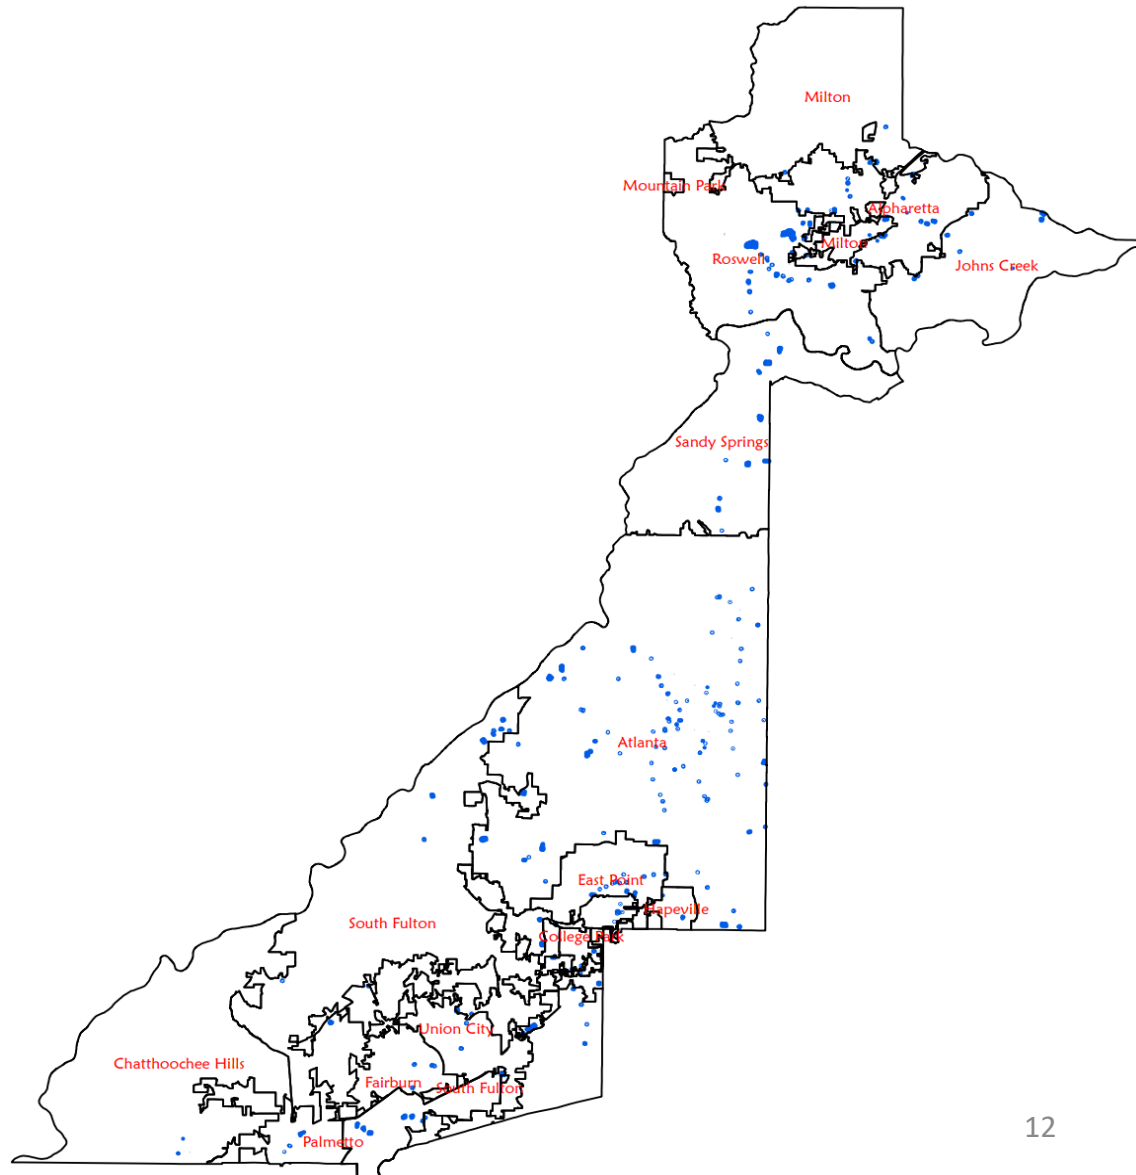 Milton
Mountain Park
Alpharetta
Milton
Roswell
Johns Creek
Sandy Springs
Atlanta
East Point
Hapeville
South Fulton
College Park
Union City
Chatthoochee Hills
Fairburn
South Fulton
Palmetto
12